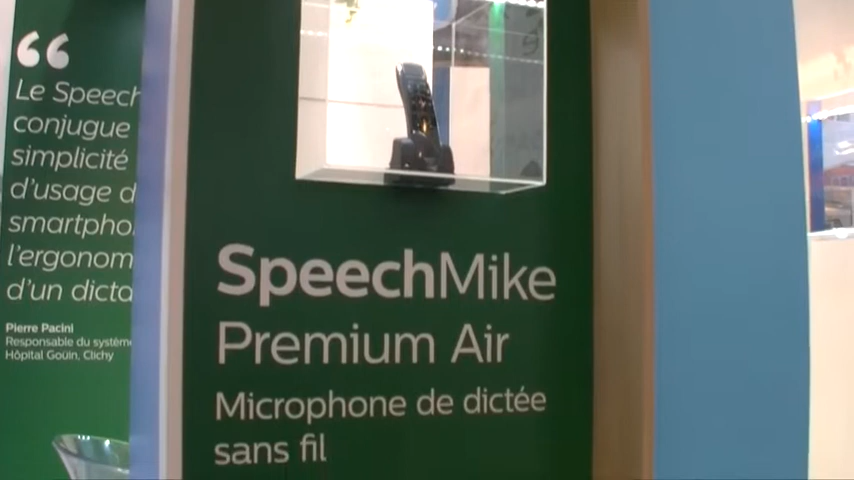 “
Le Speech
conjugue
simplicité
d'usage d
smartpho
l'ergonom
d'un dicta
Pierre Pacini
Responsable du système
Hôpital Goüin, Clichy
SpeechMike
Premium Air
Microphone de dictée
sans fil